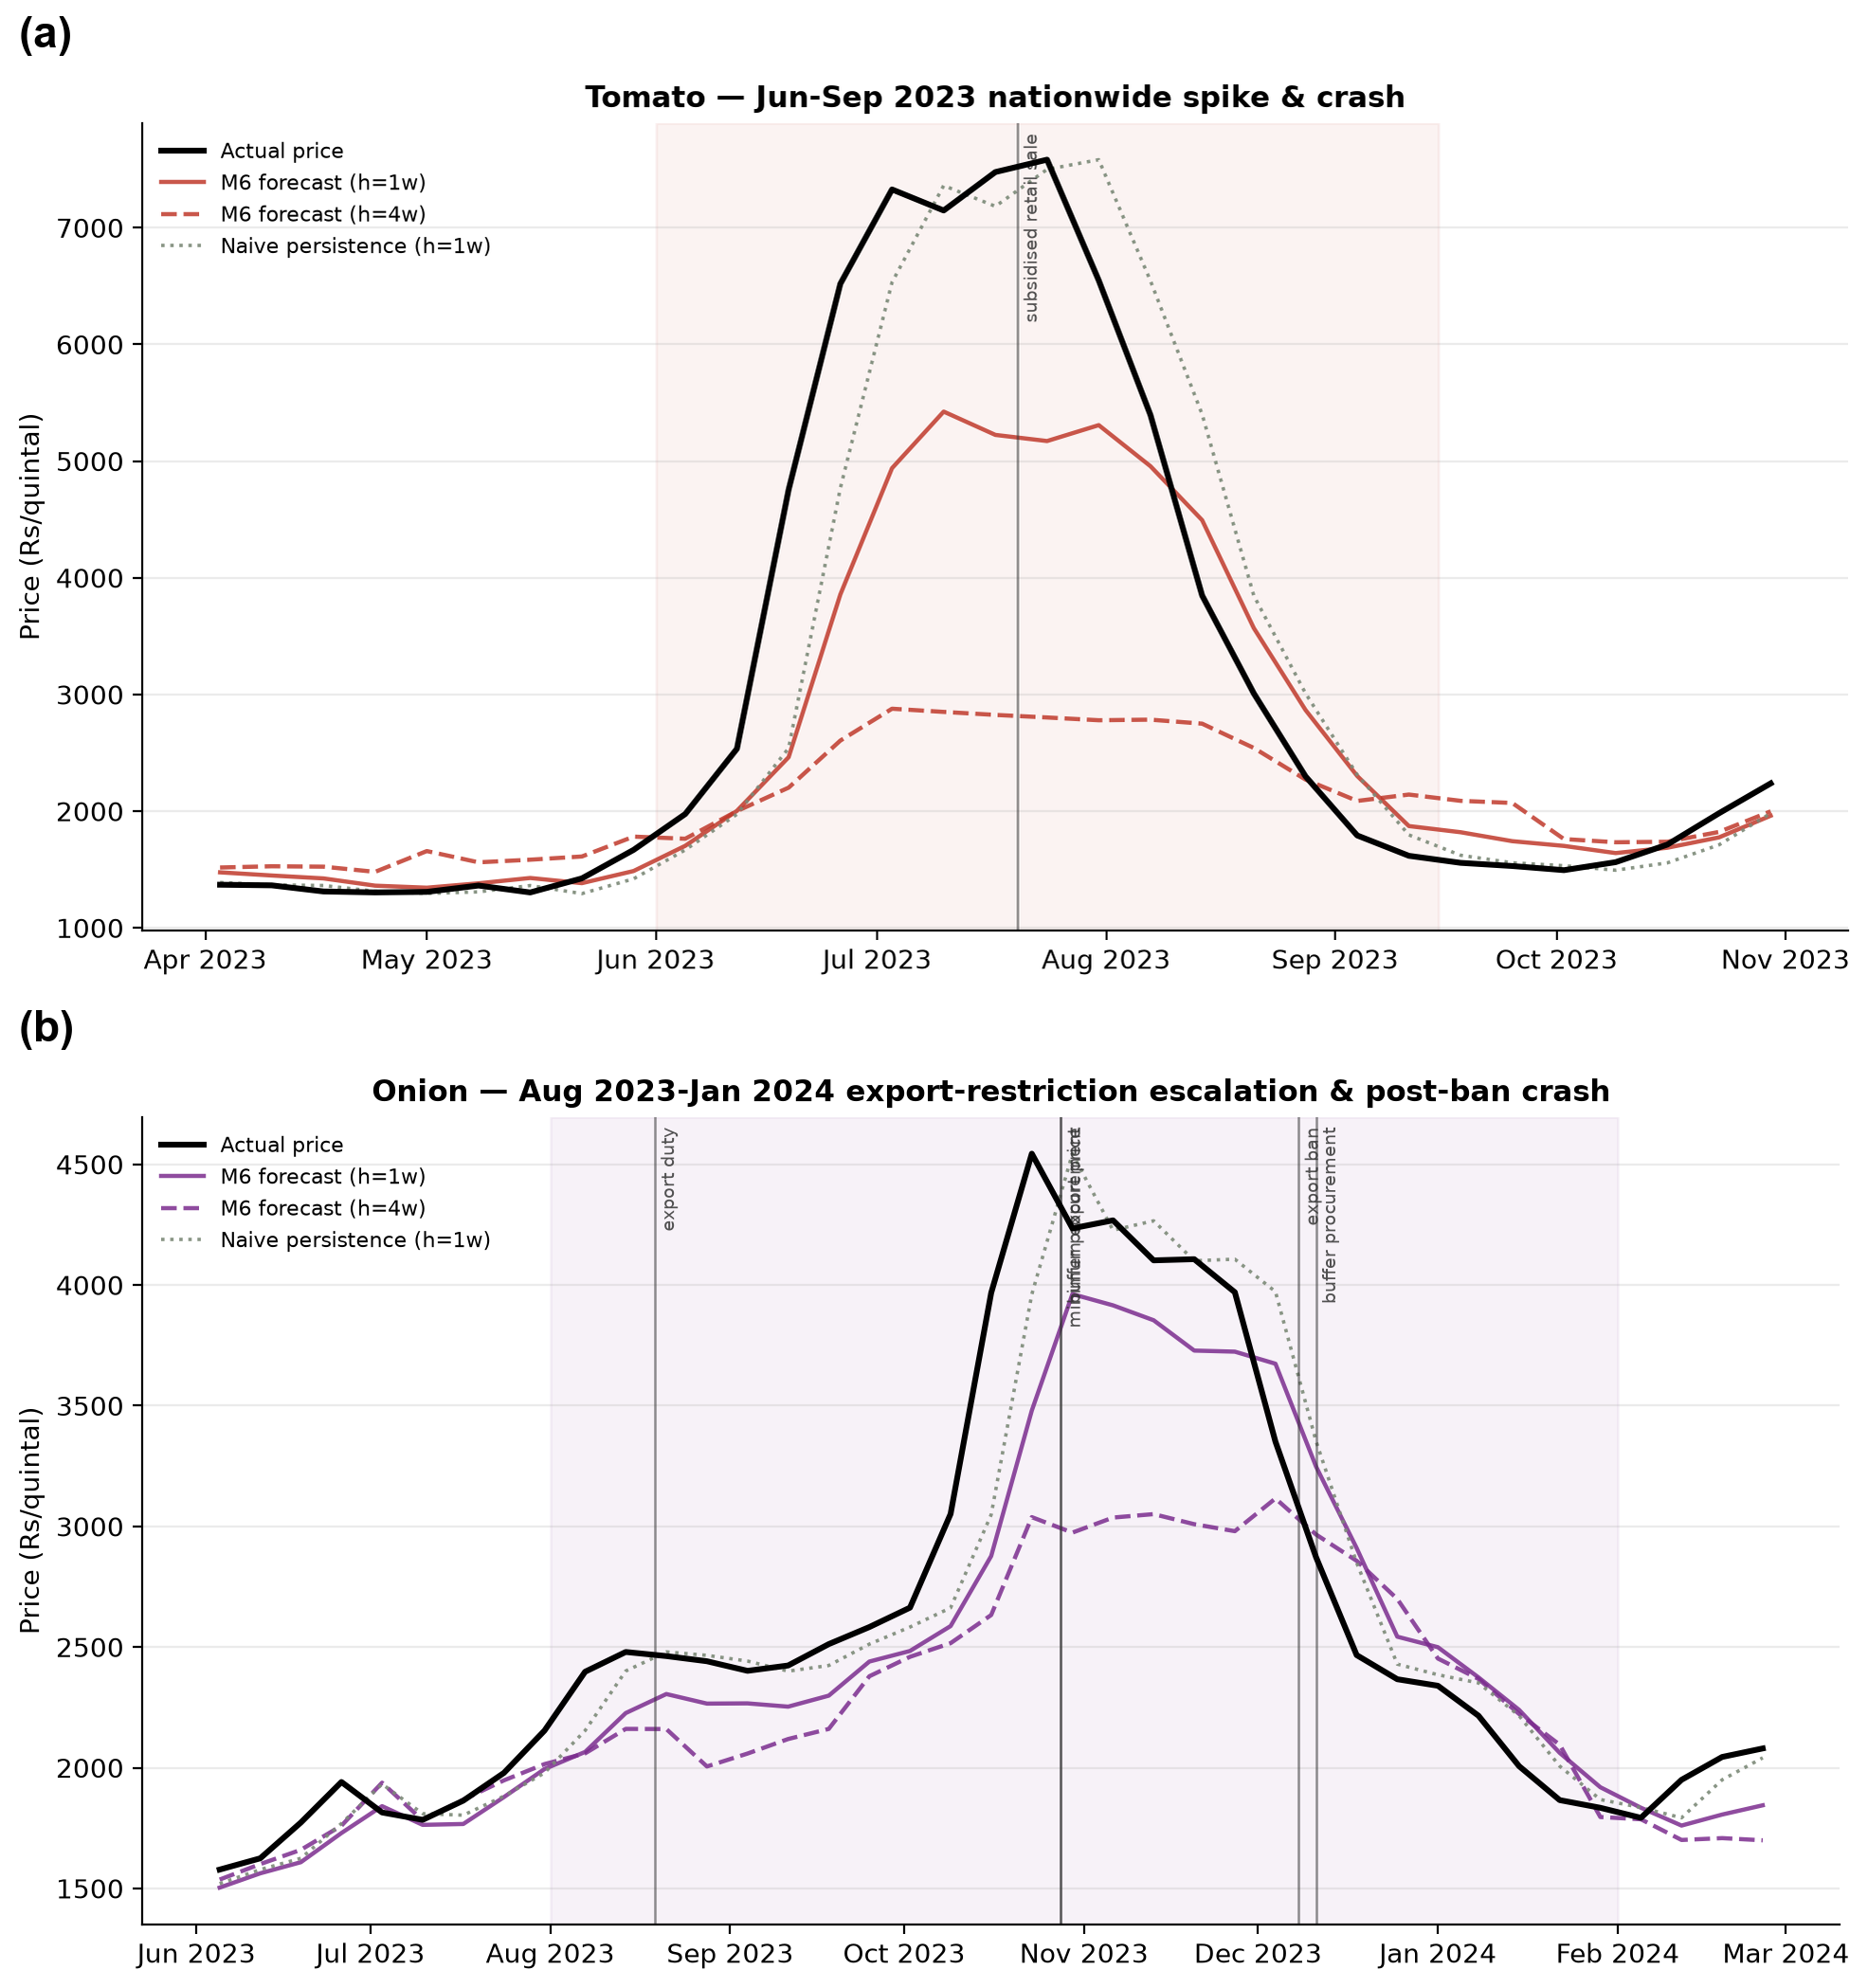 (a)
Tomato — Jun-Sep 2023 nationwide spike & crash
Actual price
M6 forecast (h=1w)
M6 forecast (h=4w)
Naive persistence (h=1w)
subsidised retail sale
Price (Rs/quintal)
7000
6000
5000
4000
3000
2000
1000
Apr 2023
May 2023
Jun 2023
Jul 2023
Aug 2023
Sep 2023
Oct 2023
Nov 2023
(b)
Onion — Aug 2023-Jan 2024 export-restriction escalation & post-ban crash
Actual price
M6 forecast (h=1w)
M6 forecast (h=4w)
Naive persistence (h=1w)
export duty
export ban
buffer procurement
Price (Rs/quintal)
4500
4000
3500
3000
2500
2000
1500
Jun 2023
Jul 2023
Aug 2023
Sep 2023
Oct 2023
Nov 2023
Dec 2023
Jan 2024
Feb 2024
Mar 2024